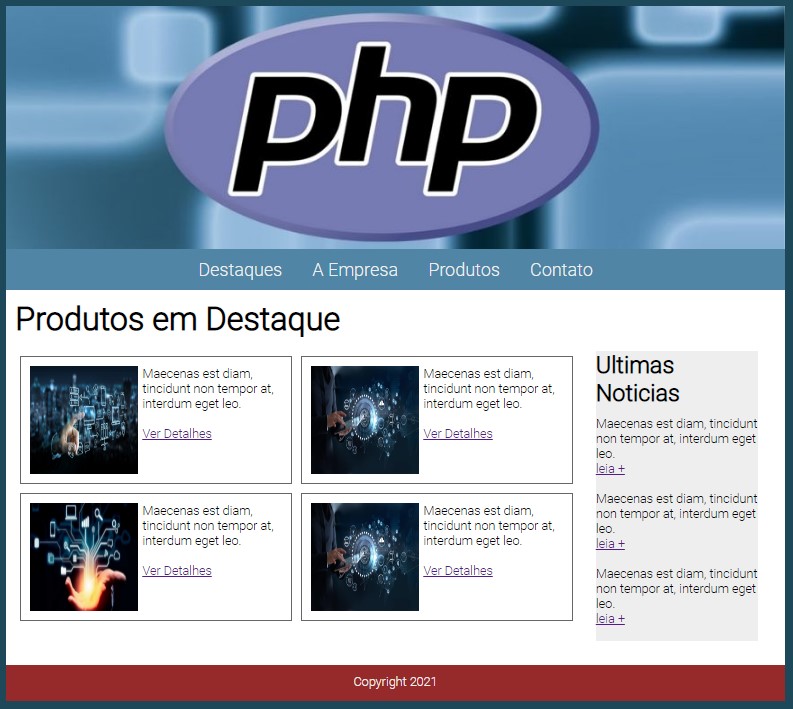 php
Destaques A Empresa Produtos Contato
Produtos em Destaque
Maecenas est diam,
tincidunt non tempor at,
interdum eget leo.
Ver Detalhes
Maecenas est diam,
tincidunt non tempor at,
interdum eget leo.
Ver Detalhes
Maecenas est diam,
tincidunt non tempor at,
interdum eget leo.
Ver Detalhes
Maecenas est diam,
tincidunt non tempor at,
interdum eget leo.
Ver Detalhes
Ultimas
Noticias
Maecenas est diam, tincidunt
non tempor at, interdum eget
leo.
leia +
Maecenas est diam, tincidunt
non tempor at, interdum eget
leo.
leia +
Maecenas est diam, tincidunt
non tempor at, interdum eget
leo.
leia +
Copyright 2021